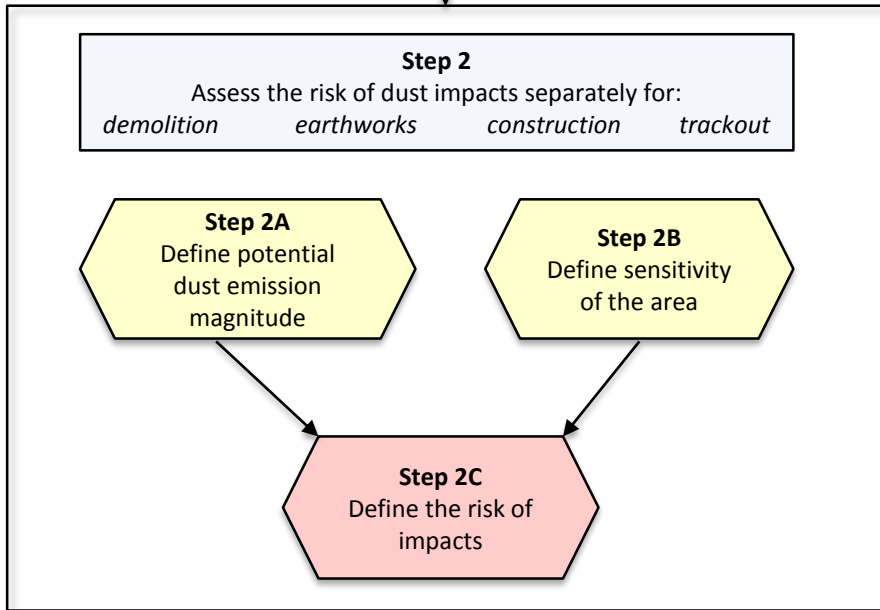 Step 2
Assess the risk of dust impacts separately for:
demolition earthworks construction trackout
Step 2A
Define potential
dust emission
magnitude
Step 2B
Define sensitivity
of the area
Step 2C
Define the risk of
impacts